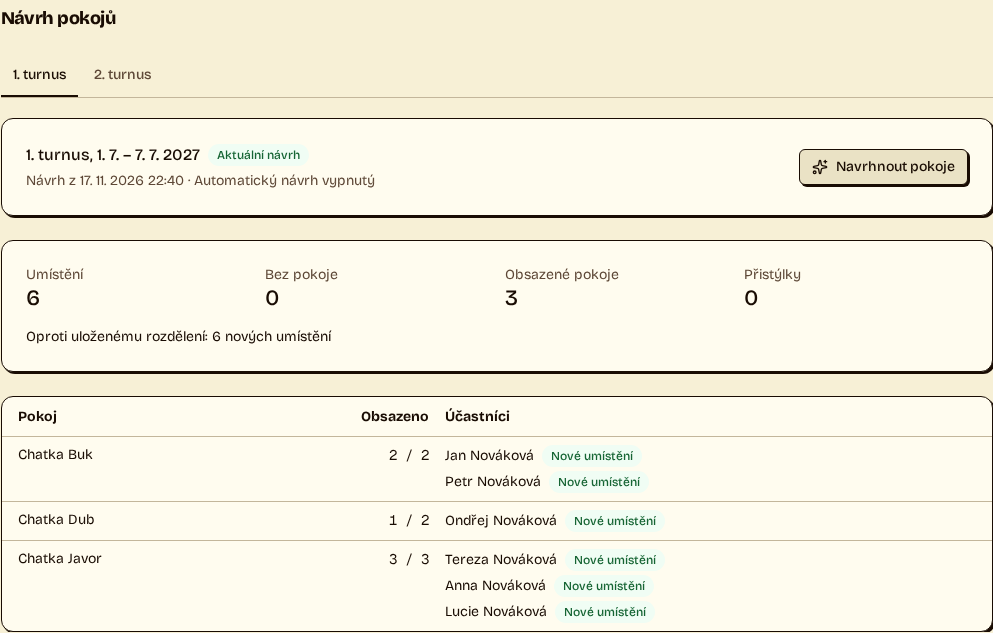 Návrh pokojů
1. turnus 2. turnus
1. turnus, 1. 7. – 7. 7. 2027 Aktuální návrh
Návrh z 17. 11. 2026 22:40 · Automatický návrh vypnutý
Navrhnout pokoje
Umístění Bez pokoje Obsazené pokoje Přistýlky
6 0 3 0
Oproti uloženému rozdělení: 6 nových umístění
Pokoj Obsazeno Účastníci
Chatka Buk 2 / 2 Jan Nováková Nové umístění
Petr Nováková Nové umístění
Chatka Dub 1 / 2 Ondřej Nováková Nové umístění
Chatka Javor 3 / 3 Tereza Nováková Nové umístění
Anna Nováková Nové umístění
Lucie Nováková Nové umístění